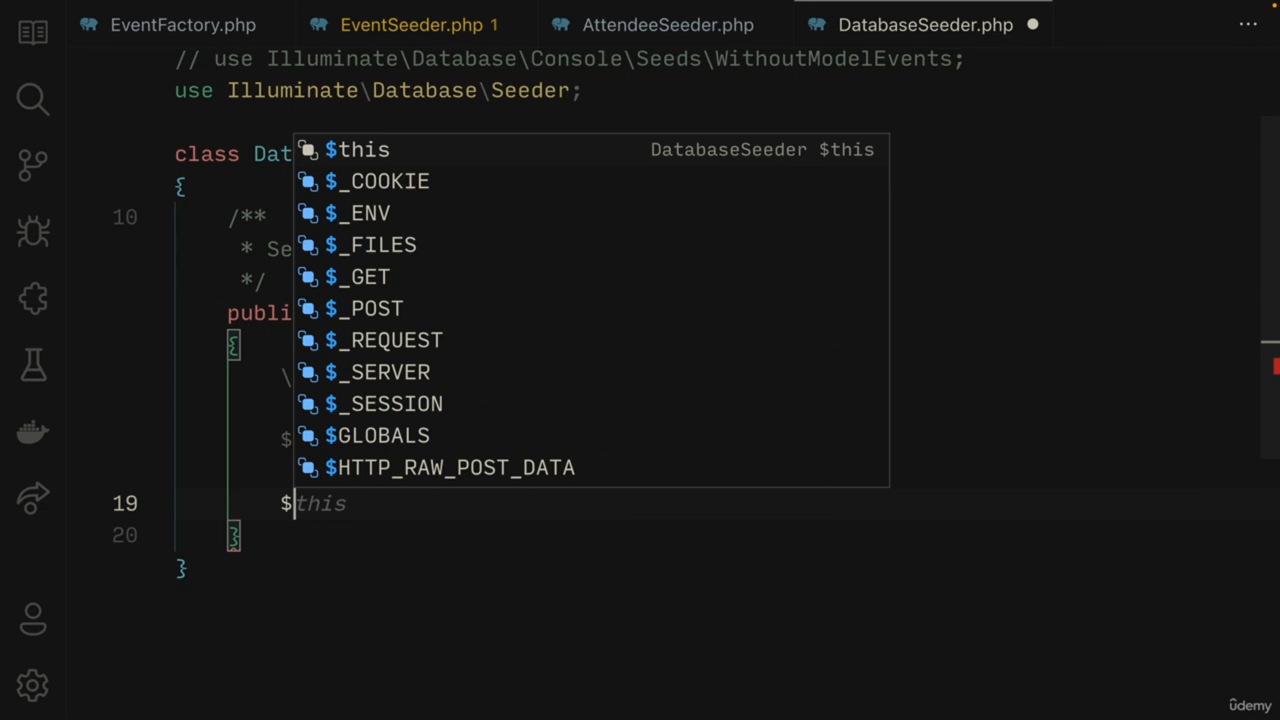 EventFactory.php EventSeeder.php 1 AttendeeSeeder.php DatabaseSeeder.php
// use Illuminate\Database\Console\Seeds\WithoutModelEvents;
use Illuminate\Database\Seeder;
class Dat
$this DatabaseSeeder $this
$_COOKIE
{
$_ENV
10 /**
$_FILES
* Se
$_GET
*/
$_POST
publi
$_REQUEST
{
$_SERVER
\
$_SESSION
$GLOBALS
$
$HTTP_RAW_POST_DATA
19 $this
20 }
}
ûdemy